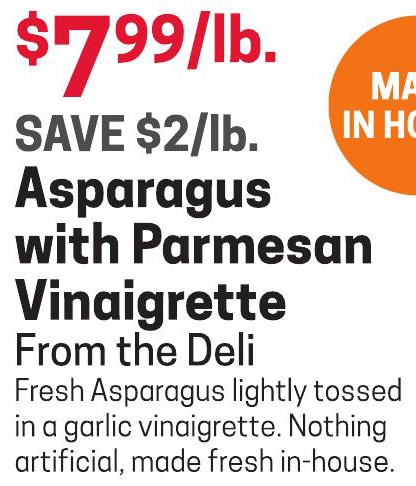 $7.99/lb.
SAVE $2/lb.
Asparagus
with Parmesan
Vinaigrette
From the Deli
Fresh Asparagus lightly tossed
in a garlic vinaigrette. Nothing
artificial, made fresh in-house.
IN